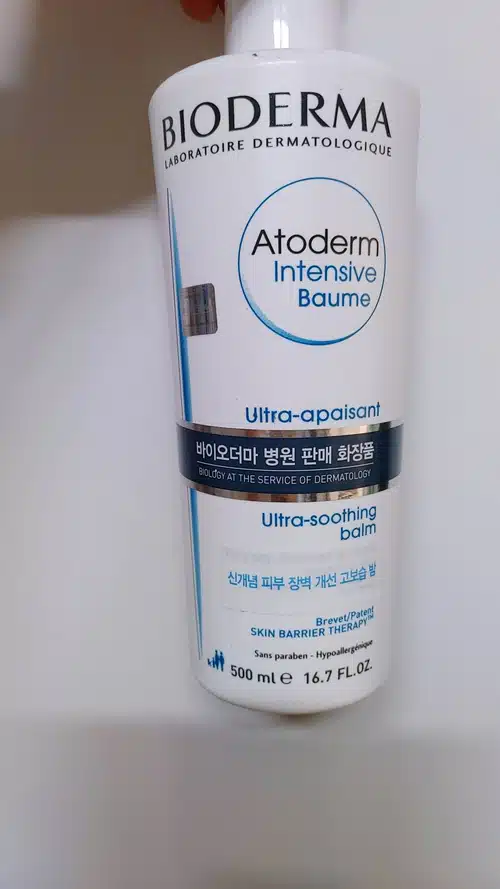 BIODERMA
LABORATOIRE DERMATOLOGIQUE
Atoderm
Intensive
Baume
Ultra-apaisant
바이오더마 병원 판매 화장품
BIOLOGY AT THE SERVICE OF DERMATOLOGY
Ultra-soothing
balm
신개념 피부 장벽 개선 고보습 밤
Brevet/Patent
SKIN BARRIER THERAPY™
Sans paraben - Hypoallergénique
500 ml e 16.7 FL.OZ.